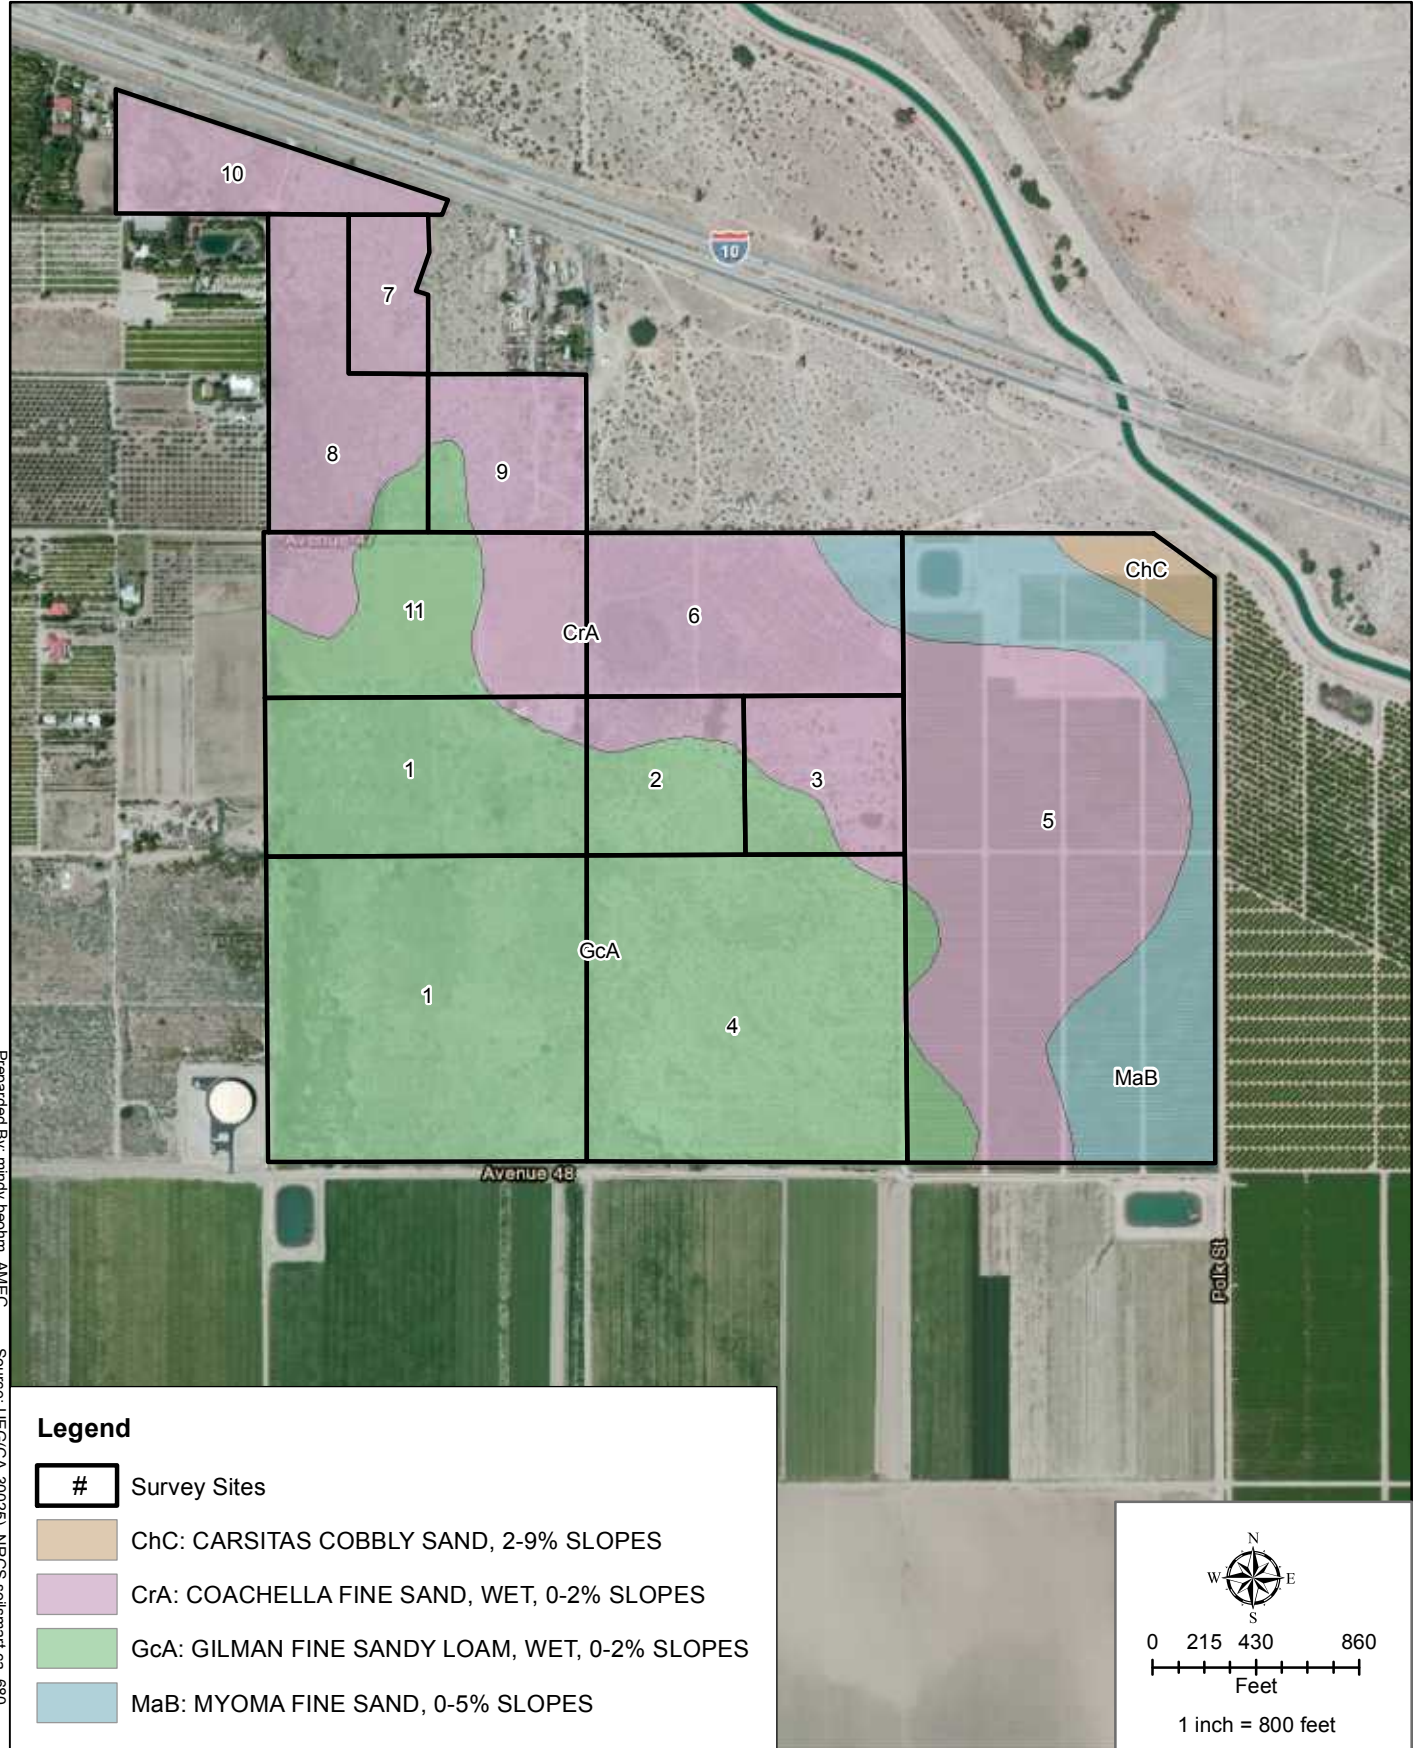 10
10
7
8
9
ChC
11
6
CrA
1
2
3
5
GcA
1
4
MaB
Avenue 48
Polk St
Legend
# Survey Sites
ChC: CARSITAS COBBLY SAND, 2-9% SLOPES
CrA: COACHELLA FINE SAND, WET, 0-2% SLOPES
GcA: GILMAN FINE SANDY LOAM, WET, 0-2% SLOPES
MaB: MYOMA FINE SAND, 0-5% SLOPES
N
W E
S
0 215 430 860
Feet
1 inch = 800 feet